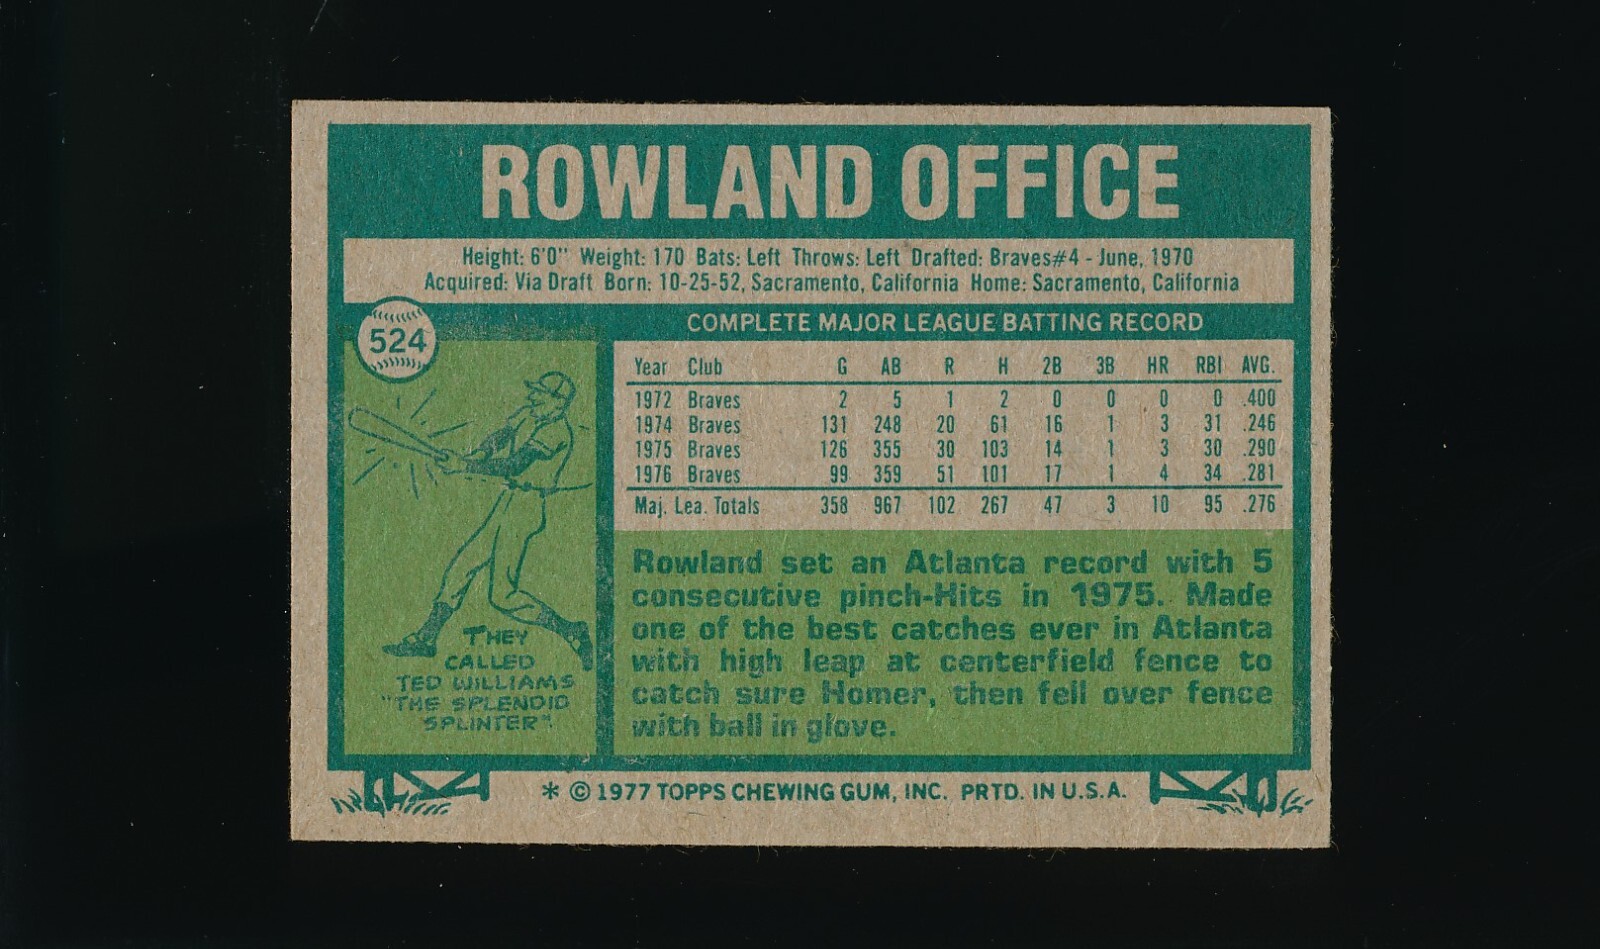 ROWLAND OFFICE
Height: 6'0" Weight: 170 Bats: Left Throws: Left Drafted: Braves#4 - June, 1970
Acquired: Via Draft Born: 10-25-52, Sacramento, California Home: Sacramento, California
524
COMPLETE MAJOR LEAGUE BATTING RECORD
Year Club G AB R H 2B 3B HR RBI AVG.
1972 Braves 2 5 1 2 0 0 0 0 .400
1974 Braves 131 248 20 61 16 1 3 31 .246
1975 Braves 126 355 30 103 14 1 3 30 .290
1976 Braves 99 359 51 101 17 1 4 34 .281
Maj. Lea. Totals 358 967 102 267 47 3 10 95 .276
THEY
CALLED
TED WILLIAMS
"THE SPLENDID
SPLINTER".
Rowland set an Atlanta record with 5
consecutive pinch-Hits in 1975. Made
one of the best catches ever in Atlanta
with high leap at centerfield fence to
catch sure Homer, then fell over fence
with ball in glove.
* © 1977 TOPPS CHEWING GUM, INC. PRTD. IN U.S.A.